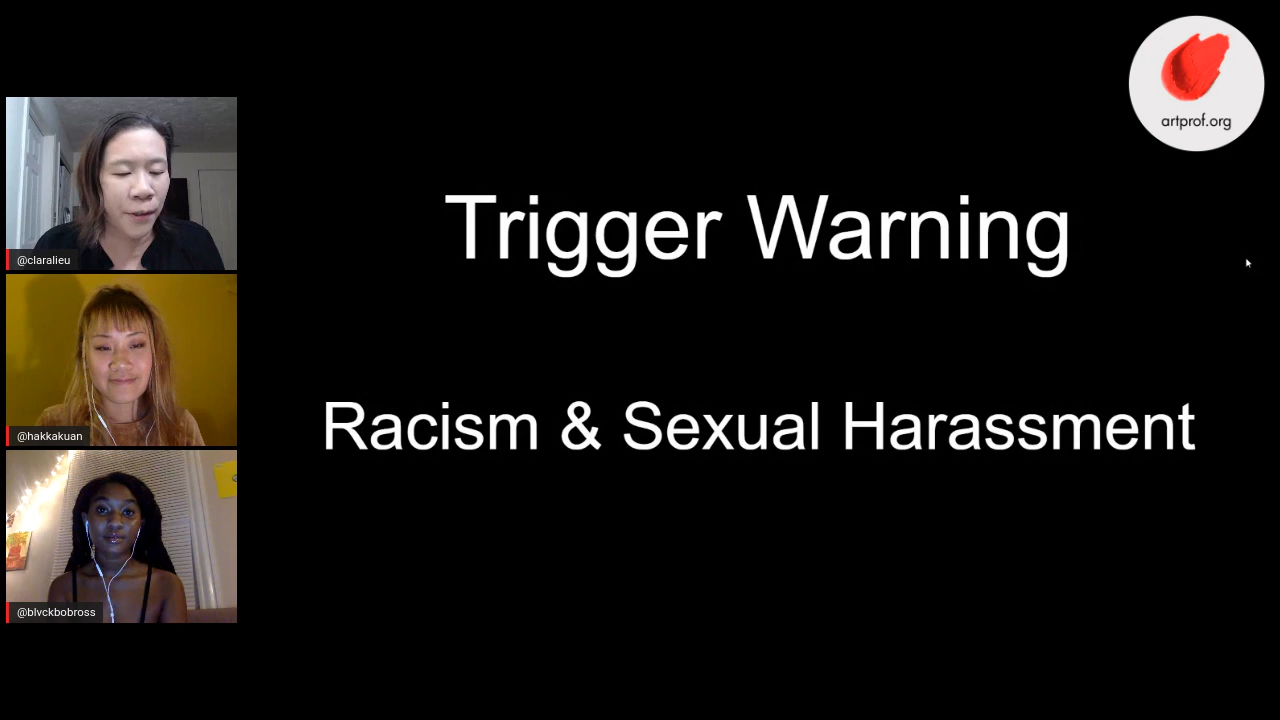 artprof.org
Trigger Warning
@claralieu
Racism & Sexual Harassment
@hakkakuan
@blvckbobross